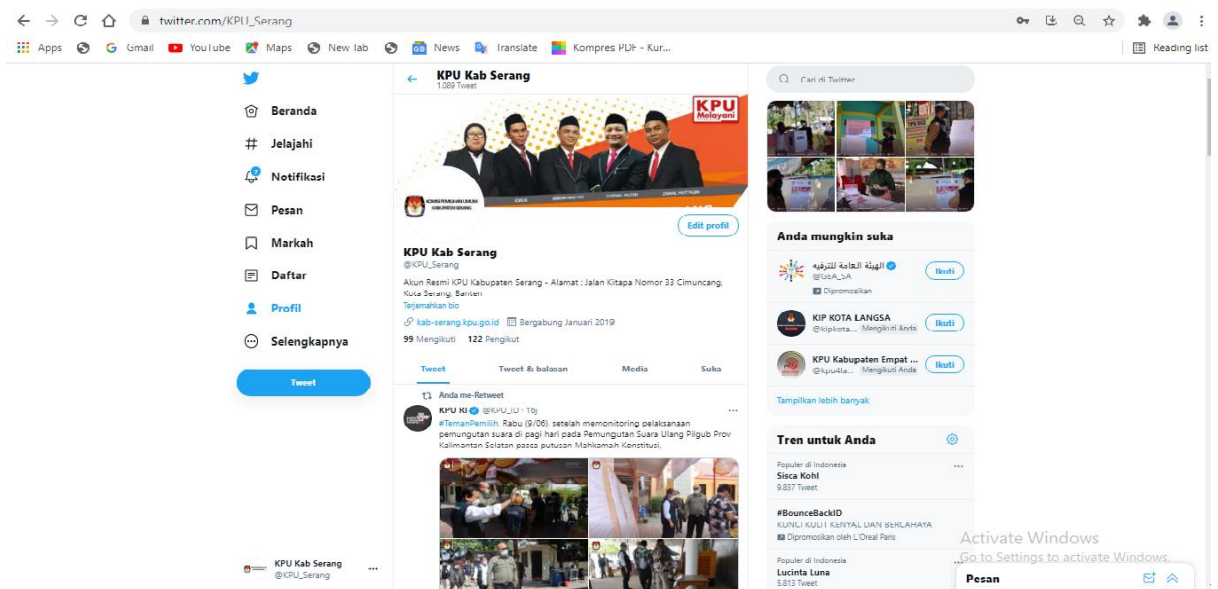 twitter.com/KPU_Serang
Apps
Gmail
YouTube
Maps
New Tab
News
Translate
Kompres PDF - Kur...
Reading list
Beranda
Jelajahi
Notifikasi
Pesan
Markah
Daftar
Profil
Selengkapnya
Tweet
KPU Kab Serang
@KPU_Serang
KPU Kab Serang
1.089 Tweet
KPU
Melayani
KOMISI PEMILIHAN UMUM
KABUPATEN SERANG
IDRUS
Edit profil
KPU Kab Serang
@KPU_Serang
Akun Resmi KPU Kabupaten Serang - Alamat : Jalan Kitapa Nomor 33 Cimuncang,
Kota Serang, Banten
Terjemahkan bio
kab-serang.kpu.go.id Bergabung Januari 2019
99 Mengikuti 122 Pengikut
Tweet Tweet & balasan Media Suka
Anda me-Retweet
KPU RI @KPU_ID · 16j
#TemanPemilih, Rabu (9/06), setelah memonitoring pelaksanaan
pemungutan suara di pagi hari pada Pemungutan Suara Ulang Pilgub Prov
Kalimantan Selatan pasca putusan Mahkamah Konstitusi,
Cari di Twitter
Anda mungkin suka
الهيئة العامة للترفيه
@GEA_SA
Dipromosikan
Ikuti
KIP KOTA LANGSA
@kipkota... Mengikuti Anda
Ikuti
KPU Kabupaten Empat ...
@kpu4la... Mengikuti Anda
Ikuti
Tampilkan lebih banyak
Tren untuk Anda
Populer di Indonesia
Sisca Kohl
9.837 Tweet
#BounceBackID
KUNCI KULIT KENYAL DAN BERCAHAYA
Dipromosikan oleh L'Oreal Paris
Populer di Indonesia
Lucinta Luna
5.813 Tweet
Activate Windows
Go to Settings to activate Windows.
Pesan